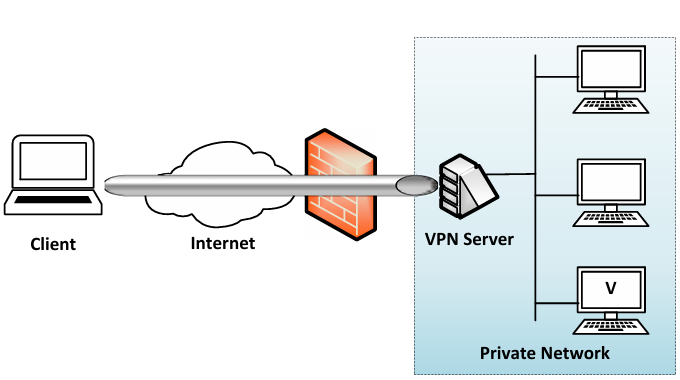 Client
Internet
VPN Server
V
Private Network